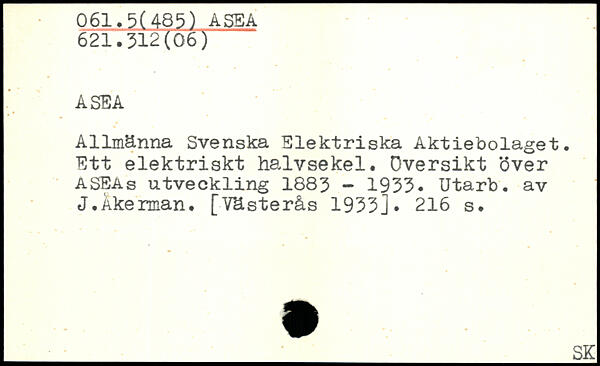 061.5(485) ASEA
621.312(06)
ASEA
Allmänna Svenska Elektriska Aktiebolaget.
Ett elektriskt halvsekel. Översikt över
ASEAs utveckling 1883 - 1933. Utarb. av
J.Åkerman. [Västerås 1933]. 216 s.
SK